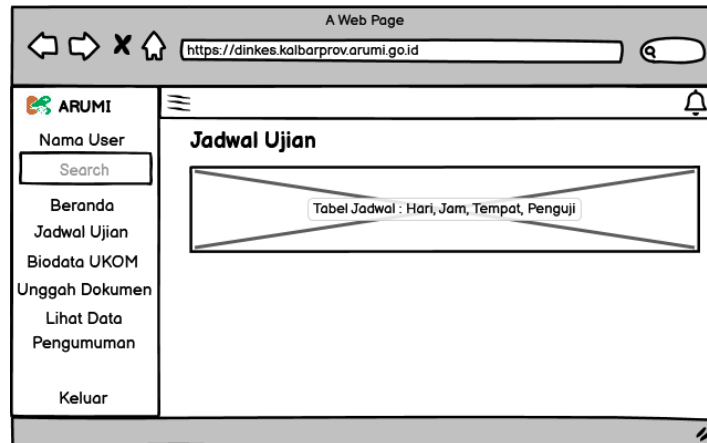 A Web Page
https://dinkes.kalbarprov.arumi.go.id
ARUMI
Nama User
Search
Beranda
Jadwal Ujian
Biodata UKOM
Unggah Dokumen
Lihat Data
Pengumuman
Keluar
Jadwal Ujian
Tabel Jadwal : Hari, Jam, Tempat, Penguji